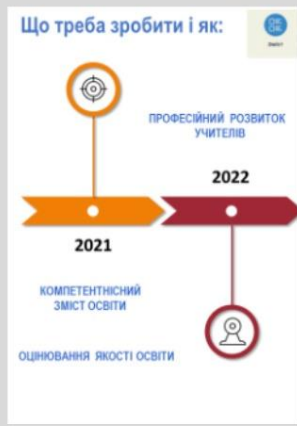 Що треба зробити і як:
ПРОФЕСІЙНИЙ РОЗВИТОК
УЧИТЕЛІВ
2022
2021
КОМПЕТЕНТНІСНИЙ
ЗМІСТ ОСВІТИ
ОЦІНЮВАННЯ ЯКОСТІ ОСВІТИ